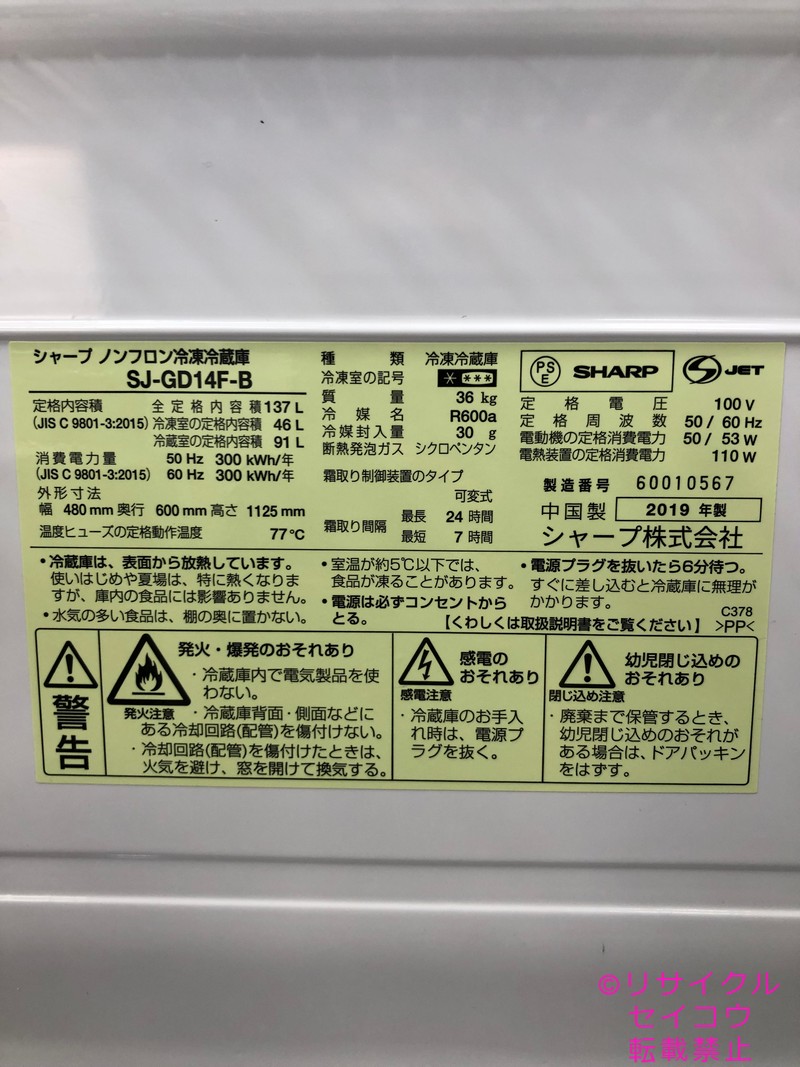 シャープ ノンフロン冷凍冷蔵庫
SJ-GD14F-B
定格内容積 全定格内容積 137 L
(JIS C 9801-3:2015) 冷凍室の定格内容積 46 L
冷蔵室の定格内容積 91 L
消費電力量 50 Hz 300 kWh/年
(JIS C 9801-3:2015) 60 Hz 300 kWh/年
外形寸法
幅 480 mm 奥行 600 mm 高さ 1125 mm
温度ヒューズの定格動作温度 77℃
種類 冷凍冷蔵庫
冷凍室の記号 * ***
質量 36 kg
冷媒名 R600a
冷媒封入量 30 g
断熱発泡ガス シクロペンタン
霜取り制御装置のタイプ
可変式
霜取り間隔 最長 24 時間
最短 7 時間
PSE SHARP S JET
定格電圧 100 V
定格周波数 50 / 60 Hz
電動機の定格消費電力 50 / 53 W
電熱装置の定格消費電力 110 W
製造番号 60010567
中国製 2019 年製
シャープ株式会社
・冷蔵庫は、表面から放熱しています。
使いはじめや夏場は、特に熱くなりま
すが、庫内の食品には影響ありません。
・水気の多い食品は、棚の奥に置かない。
・室温が約5℃以下では、
食品が凍ることがあります。
・電源は必ずコンセントから
とる。
・電源プラグを抜いたら6分待つ。
すぐに差し込むと冷蔵庫に無理が
かかります。
C378
【くわしくは取扱説明書をご覧ください】 >PP<
警告
発火・爆発のおそれあり
発火注意
・冷蔵庫内で電気製品を使
わない。
・冷蔵庫背面・側面などに
ある冷却回路(配管)を傷付けない。
・冷却回路(配管)を傷付けたときは、
火気を避け、窓を開けて換気する。
感電の
おそれあり
感電注意
・冷蔵庫のお手入
れ時は、電源プ
ラグを抜く。
幼児閉じ込めの
おそれあり
閉じ込め注意
・廃棄まで保管するとき、
幼児閉じ込めのおそれが
ある場合は、ドアパッキン
をはずす。
©リサイクル
セイコウ
転載禁止